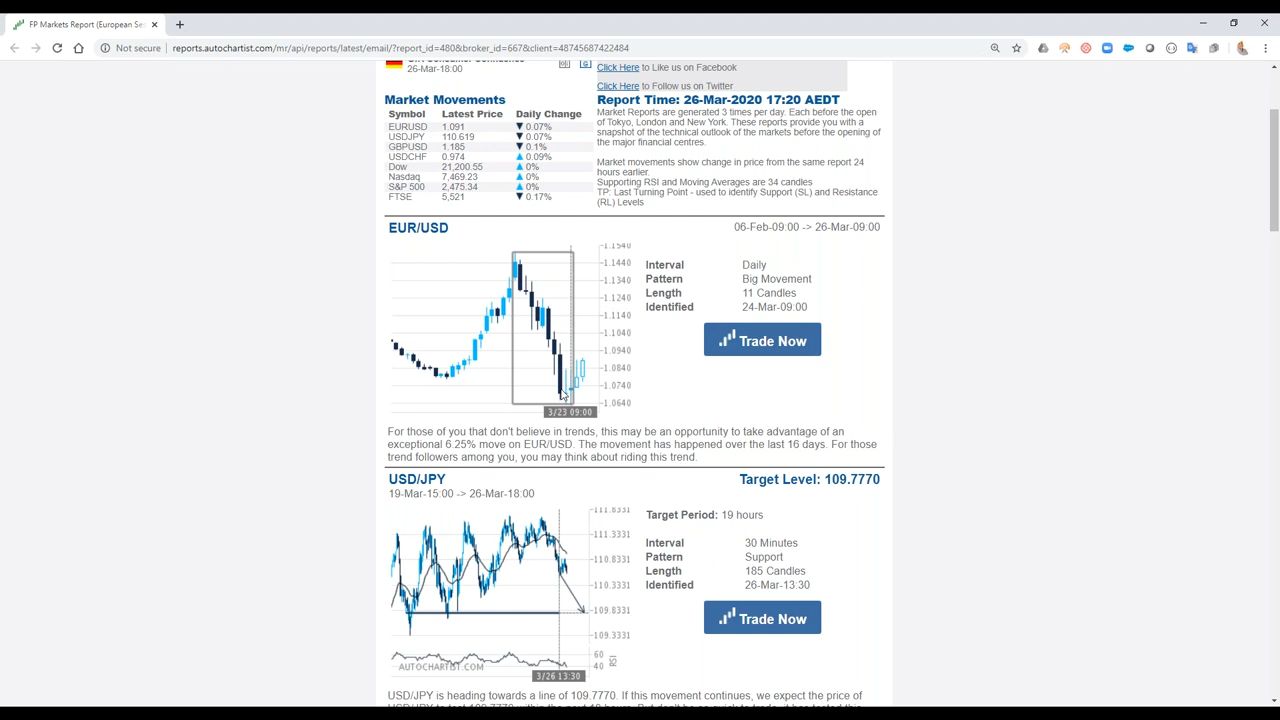 FP Markets Report (European Se
Not secure
reports.autochartist.com/mr/api/reports/latest/email/?report_id=480&broker_id=667&client=48745687422484
26-Mar-18:00
Click Here to Like us on Facebook
Click Here to Follow us on Twitter
Market Movements
Symbol Latest Price Daily Change
EURUSD 1.091 0.07%
USDJPY 110.619 0.07%
GBPUSD 1.185 0.1%
USDCHF 0.974 0.09%
Dow 21,200.55 0%
Nasdaq 7,469.23 0%
S&P 500 2,475.34 0%
FTSE 5,521 0.17%
Report Time: 26-Mar-2020 17:20 AEDT
Market Reports are generated 3 times per day. Each before the open
of Tokyo, London and New York. These reports provide you with a
snapshot of the technical outlook of the markets before the opening of
the major financial centres.
Market movements show change in price from the same report 24
hours earlier.
Supporting RSI and Moving Averages are 34 candles
TP: Last Turning Point - used to identify Support (SL) and Resistance
(RL) Levels
EUR/USD
06-Feb-09:00 -> 26-Mar-09:00
1.1540
1.1440
1.1340
1.1240
1.1140
1.1040
1.0940
1.0840
1.0740
1.0640
3/23 09:00
Interval Daily
Pattern Big Movement
Length 11 Candles
Identified 24-Mar-09:00
Trade Now
For those of you that don't believe in trends, this may be an opportunity to take advantage of an
exceptional 6.25% move on EUR/USD. The movement has happened over the last 16 days. For those
trend followers among you, you may think about riding this trend.
USD/JPY
Target Level: 109.7770
19-Mar-15:00 -> 26-Mar-18:00
111.8331
111.3331
110.8331
110.3331
109.8331
109.3331
60
40
RSI
AUTOCHARTIST.COM
3/26 13:30
Target Period: 19 hours
Interval 30 Minutes
Pattern Support
Length 185 Candles
Identified 26-Mar-13:30
Trade Now
USD/JPY is heading towards a line of 109.7770. If this movement continues, we expect the price of